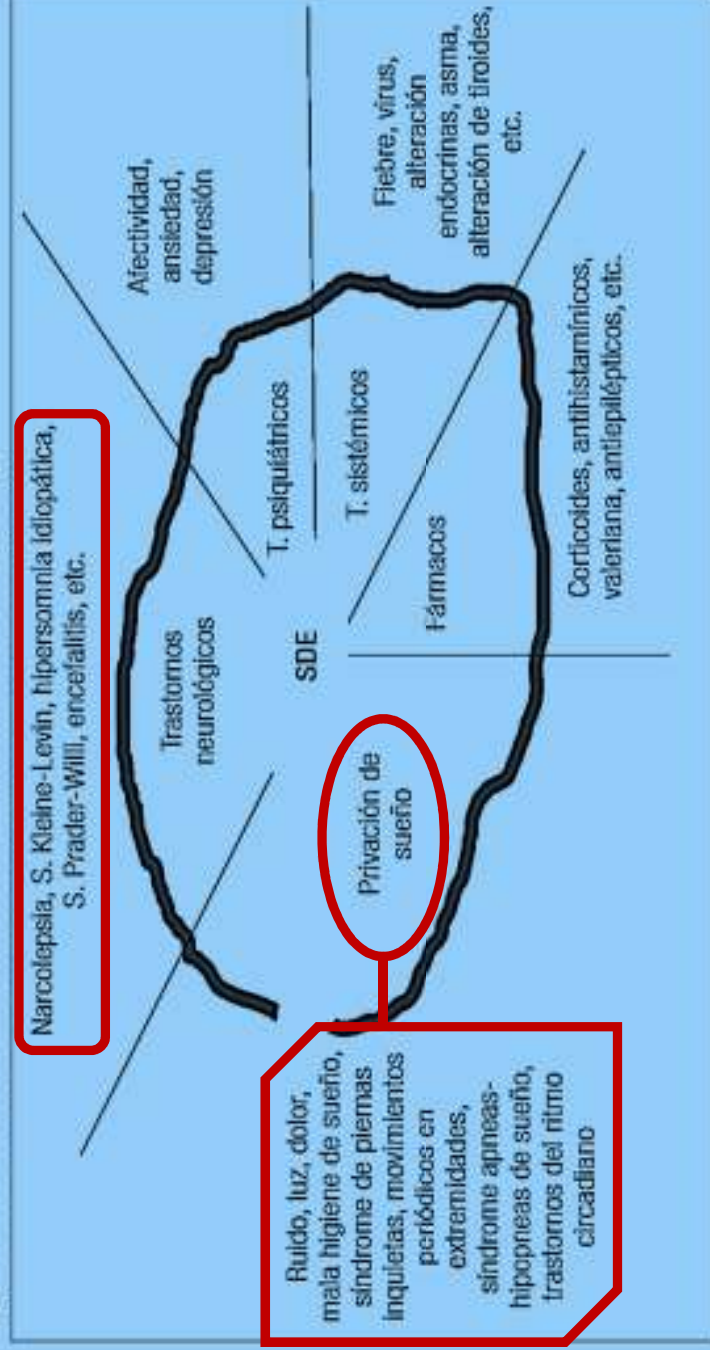 Narcolepsia, S. Kleine-Levin, hipersomnia idiopática,
S. Prader-Willi, encefalitis, etc.
Trastornos
neurológicos
Afectividad,
ansiedad,
depresión
T. psiquiátricos
SDE
T. sistémicos
Fiebre, virus,
alteración
endocrinas, asma,
alteración de tiroides,
etc.
Fármacos
Corticoides, antihistamínicos,
valeriana, antiepilépticos, etc.
Privación de
sueño
Ruido, luz, dolor,
mala higiene de sueño,
síndrome de piernas
inquietas, movimientos
periódicos en
extremidades,
síndrome apneas-
hipopneas de sueño,
trastornos del ritmo
circadiano